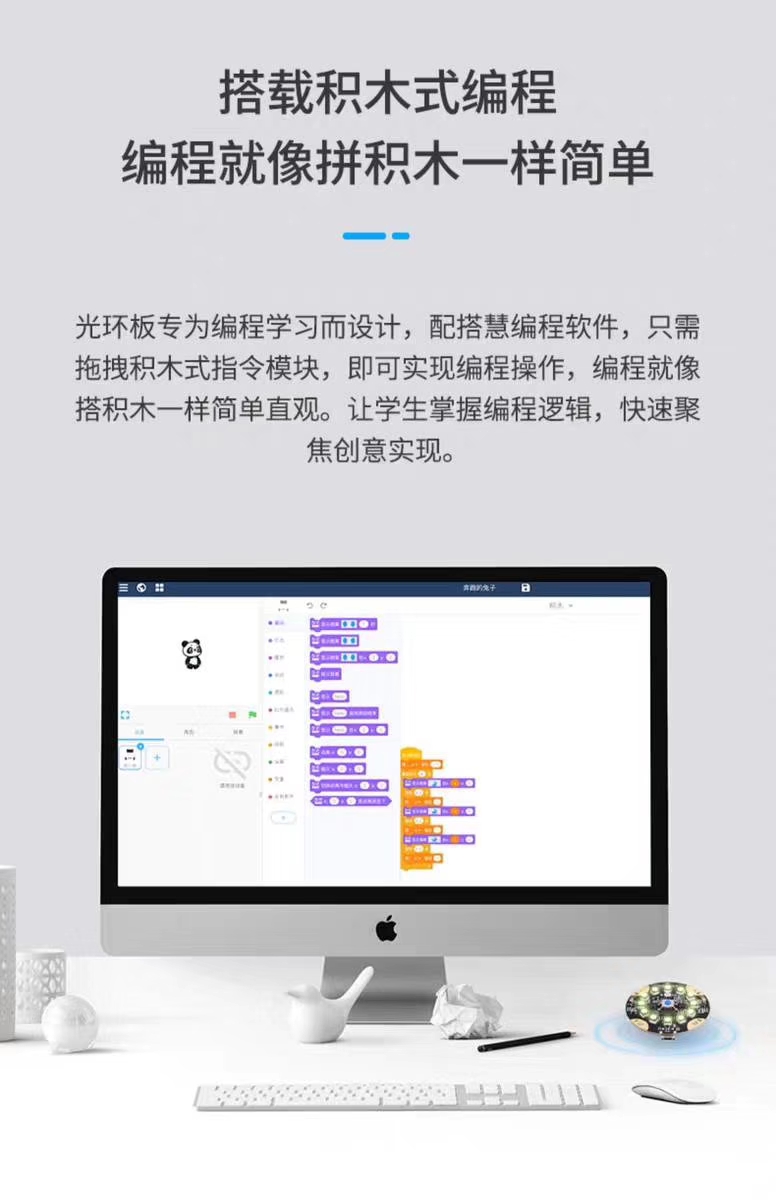 搭载积木式编程
编程就像拼积木一样简单
光环板专为编程学习而设计，配搭慧编程软件，只需
拖拽积木式指令模块，即可实现编程操作，编程就像
搭积木一样简单直观。让学生掌握编程逻辑，快速聚
焦创意实现。
奔跑的兔子